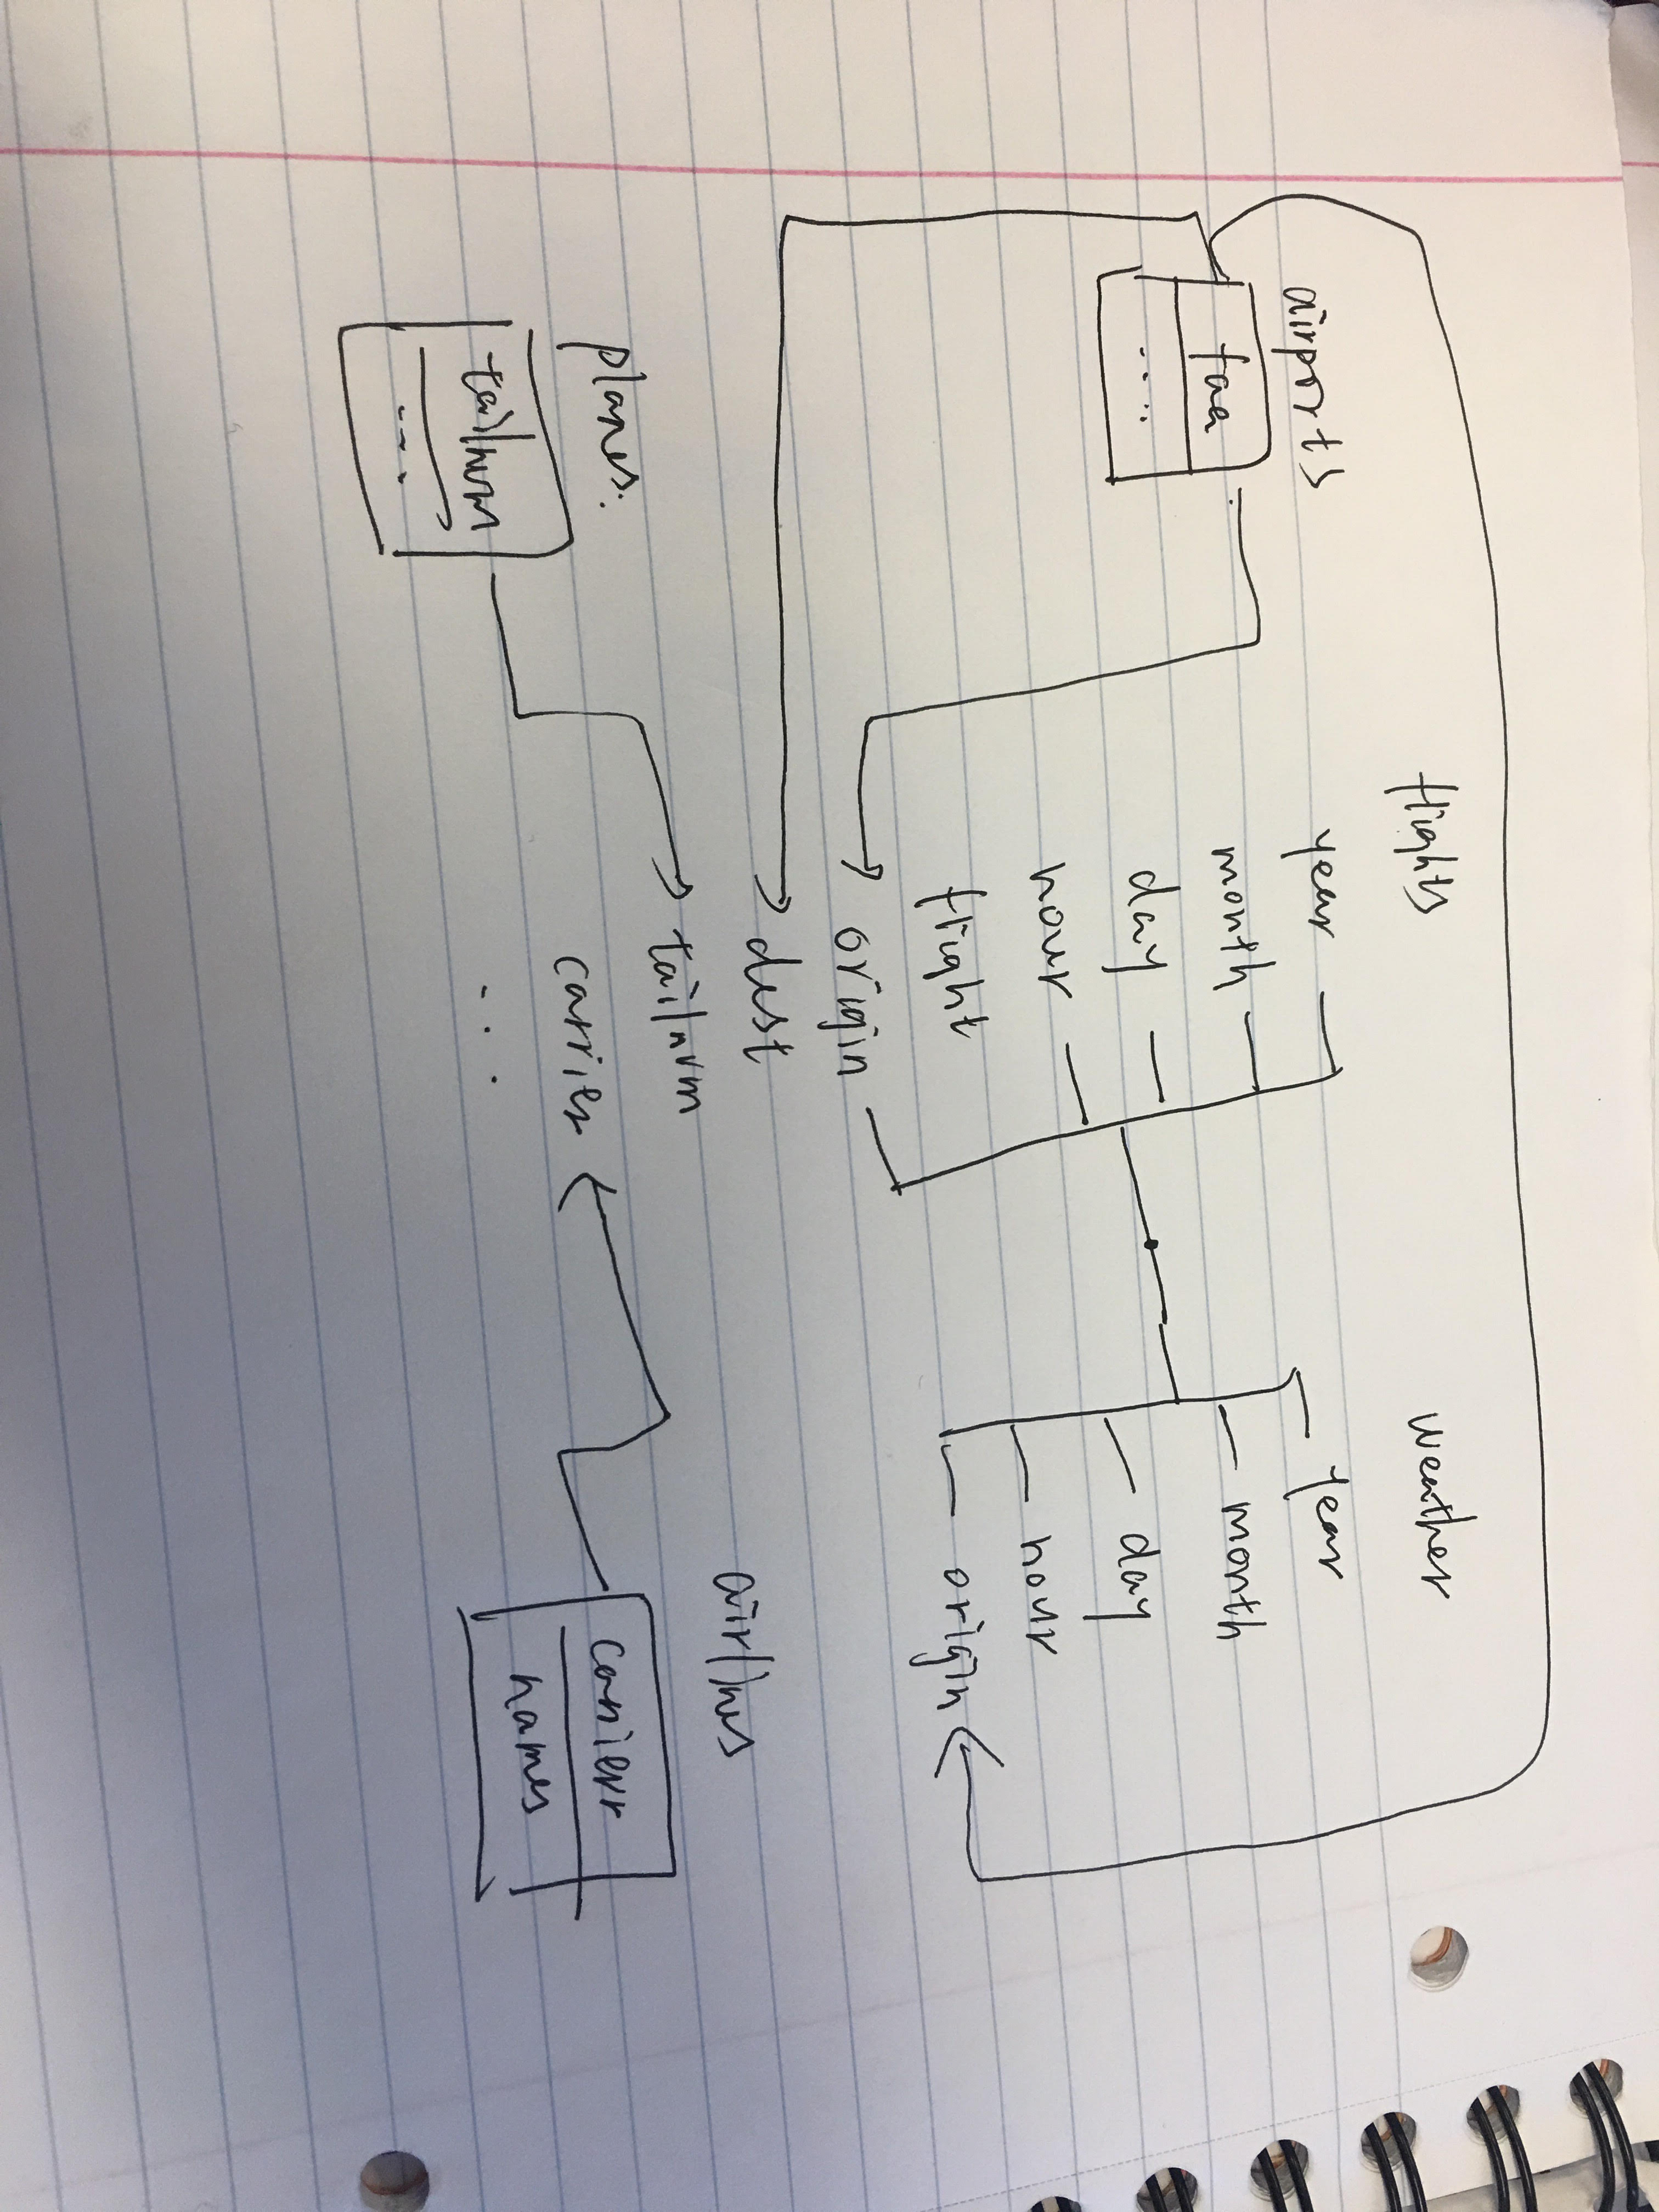 airports
faa
....
flights
year
month
day
hour
flight
origin
dest
tailnum
carrier
...
weather
year
month
day
hour
origin
planes.
tailnum
....
airlines
carrier
names